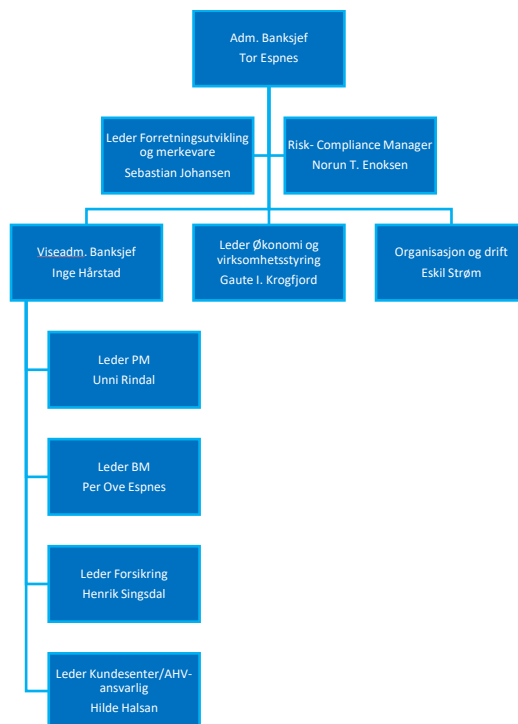 Adm. Banksjef
Tor Espnes
Leder Forretningsutvikling
og merkevare
Sebastian Johansen
Risk- Compliance Manager
Norun T. Enoksen
Viseadm. Banksjef
Inge Hårstad
Leder Økonomi og
virksomhetsstyring
Gaute I. Krogfjord
Organisasjon og drift
Eskil Strøm
Leder PM
Unni Rindal
Leder BM
Per Ove Espnes
Leder Forsikring
Henrik Singsdal
Leder Kundesenter/AHV-
ansvarlig
Hilde Halsan